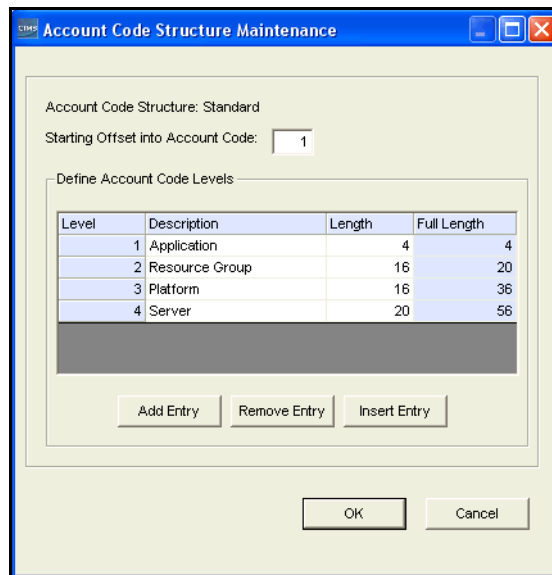 CIMS Account Code Structure Maintenance
Account Code Structure: Standard
Starting Offset into Account Code: 1
Define Account Code Levels
Level Description Length Full Length
1 Application 4 4
2 Resource Group 16 20
3 Platform 16 36
4 Server 20 56
Add Entry Remove Entry Insert Entry
OK Cancel